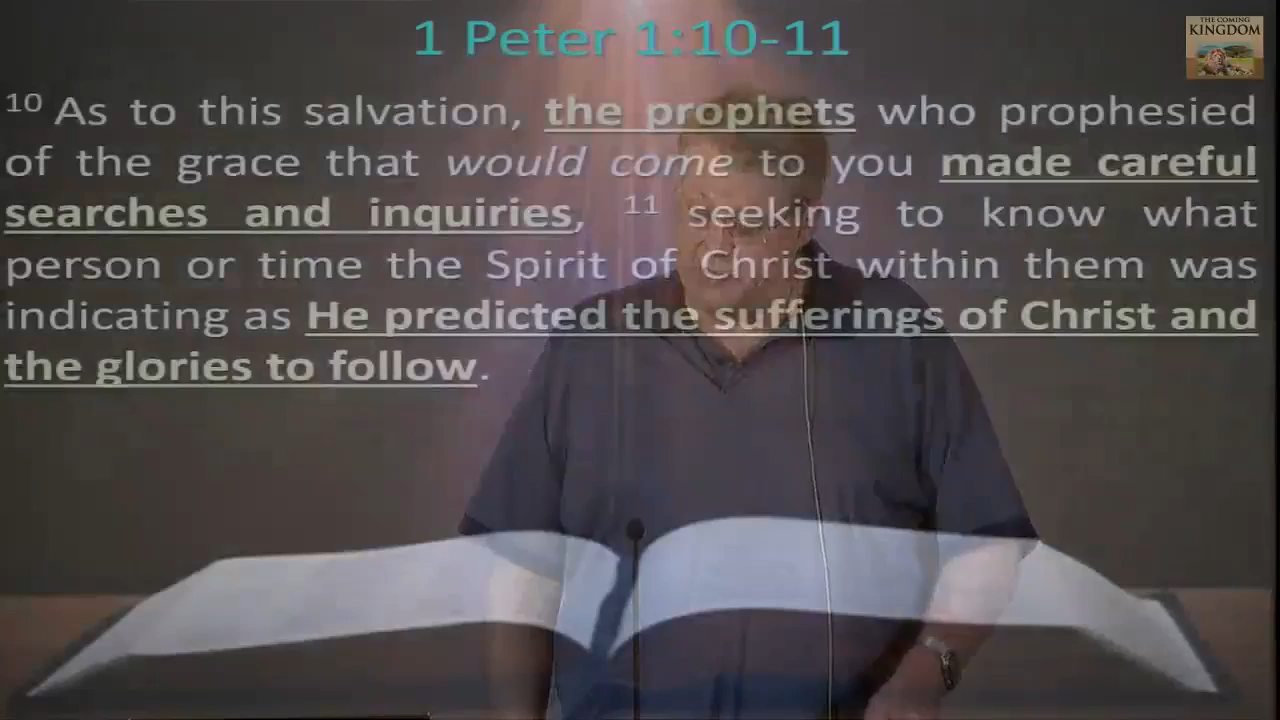 1 Peter 1:10-11
THE COMING
KINGDOM
10 As to this salvation, the prophets who prophesied
of the grace that would come to you made careful
searches and inquiries, 11 seeking to know what
person or time the Spirit of Christ within them was
indicating as He predicted the sufferings of Christ and
the glories to follow.